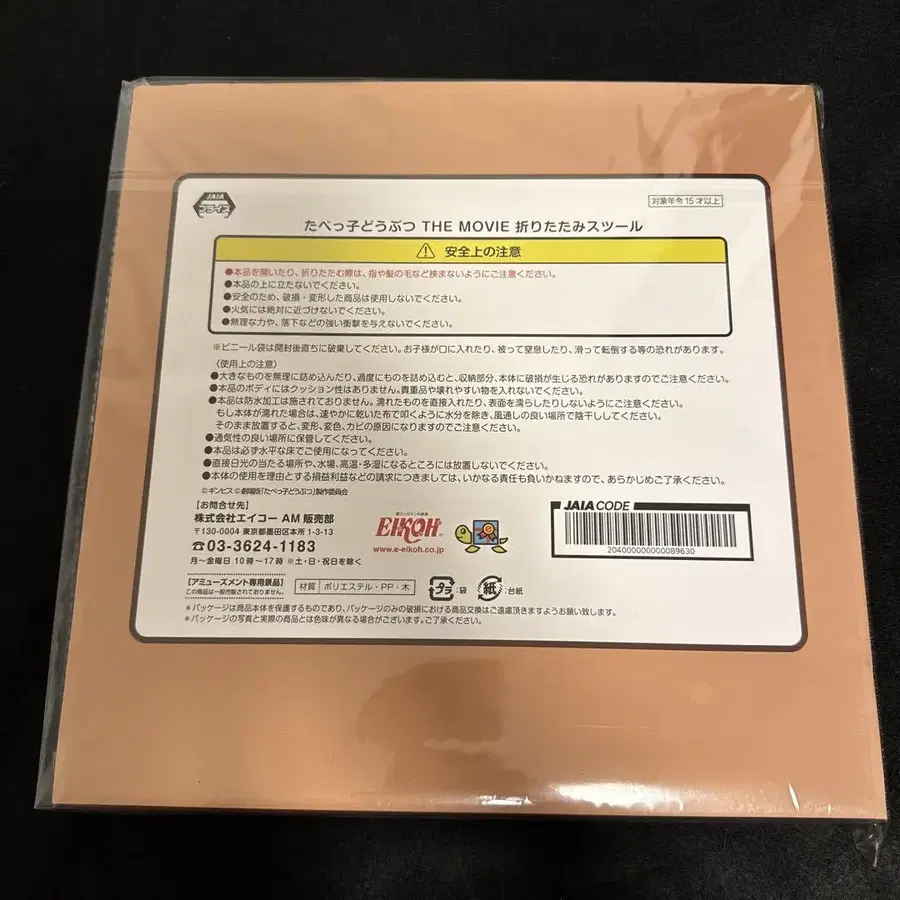 JAIA
プライズ
対象年令15才以上
たべっ子どうぶつ THE MOVIE 折りたたみスツール
安全上の注意
●本品を開いたり、折りたたむ際は、指や髪の毛など挟まないようにご注意ください。
●本品の上に立たないでください。
●安全のため、破損・変形した商品は使用しないでください。
●火気には絶対に近づけないでください。
●無理な力や、落下などの強い衝撃を与えないでください。
※ビニール袋は開封後直ちに破棄してください。お子様が口に入れたり、被って窒息したり、滑って転倒する等の恐れがあります。
〈使用上の注意〉
●大きなものを無理に詰め込んだり、過度にものを詰め込むと、収納部分、本体に破損が生じる恐れがありますのでご注意ください。
●本品のボディにはクッション性はありません。貴重品や壊れやすい物を入れないでください。
●本品は防水加工は施されておりません。濡れたものを直接入れたり、表面を濡らしたりしないようにご注意ください。
もし本体が濡れた場合は、速やかに乾いた布で叩くように水分を除き、風通しの良い場所で陰干ししてください。
そのまま放置すると、変形、変色、カビの原因になりますのでご注意ください。
●通気性の良い場所に保管してください。
●本品は必ず水平な床でご使用になってください。
●直接日光の当たる場所や、水場、高温・多湿になるところには放置しないでください。
●本体の使用を理由とする損益利益などの請求につきましては、いかなる責任も負いかねますので、あらかじめご了承ください。
©ギンビス ©劇場版「たべっ子どうぶつ」製作委員会
【お問合せ先】
株式会社エイコー AM 販売部
〒130-0004 東京都墨田区本所 1-3-13
☎03-3624-1183
月～金曜日 10時～17時 ※土・日・祝日を除く
EIKOH
www.e-eikoh.co.jp
JAIA CODE
204000000000089630
【アミューズメント専用景品】
この商品は一般市販されておりません。
材質 ポリエステル・PP・木
プラ :袋
紙 :台紙
＊パッケージは商品本体を保護するものであり、パッケージのみの破損における商品交換はご遠慮頂きますようお願い致します。
＊パッケージの写真と実際の商品とは色味が異なる場合がございます。ご了承ください。